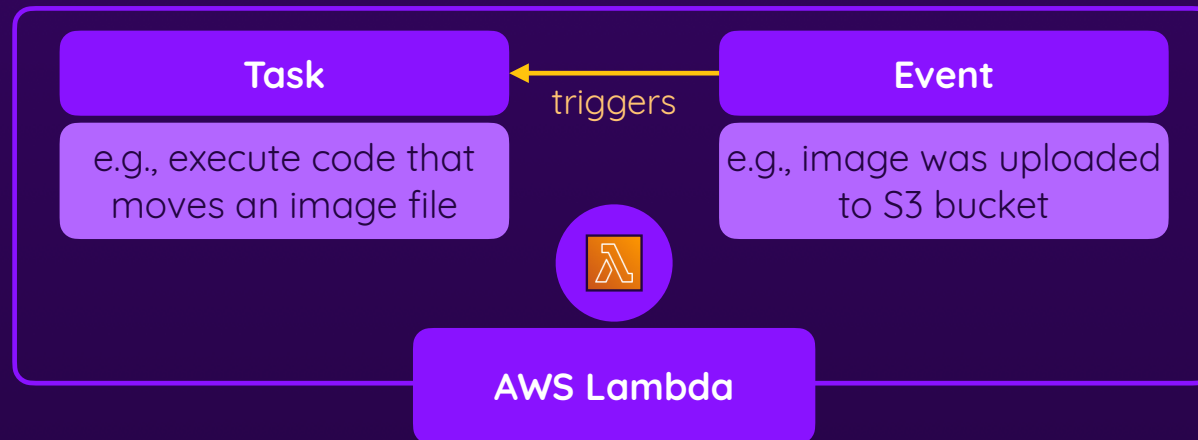 Task
Event
triggers
e.g., execute code that
moves an image file
e.g., image was uploaded
to S3 bucket
AWS Lambda